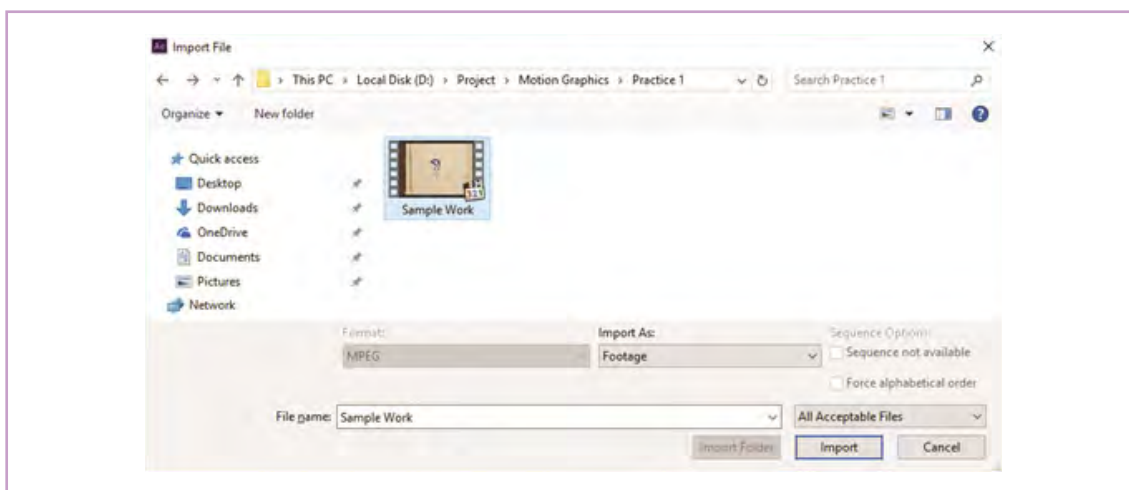 Ae Import File
This PC > Local Disk (D:) > Project > Motion Graphics > Practice 1
Search Practice 1
Organize
New folder
Quick access
Desktop
Downloads
OneDrive
Documents
Pictures
Network
321
Sample Work
Format:
MPEG
Import As:
Footage
Sequence Options:
Sequence not available
Force alphabetical order
File name: Sample Work
All Acceptable Files
Import Folder
Import
Cancel